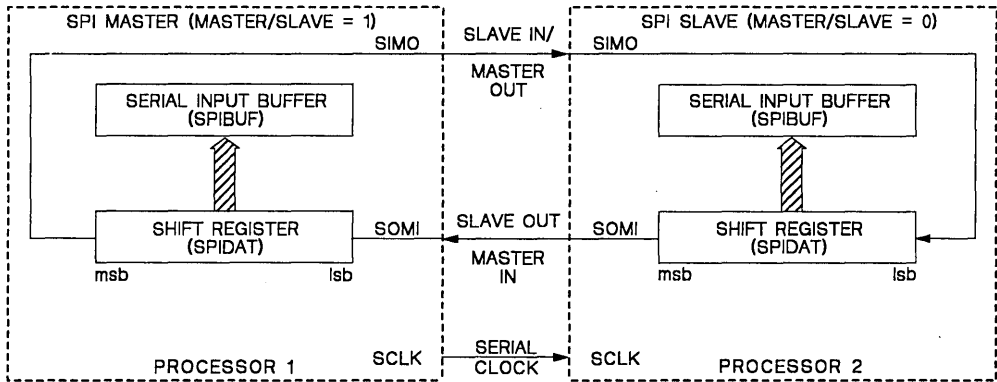 SPI MASTER (MASTER/SLAVE = 1)
SIMO
SERIAL INPUT BUFFER
(SPIBUF)
SHIFT REGISTER
(SPIDAT)
SOMI
msb
lsb
PROCESSOR 1
SCLK
SLAVE IN/
MASTER
OUT
SLAVE OUT
MASTER
IN
SERIAL
CLOCK
SPI SLAVE (MASTER/SLAVE = 0)
SIMO
SERIAL INPUT BUFFER
(SPIBUF)
SOMI
SHIFT REGISTER
(SPIDAT)
msb
lsb
SCLK
PROCESSOR 2